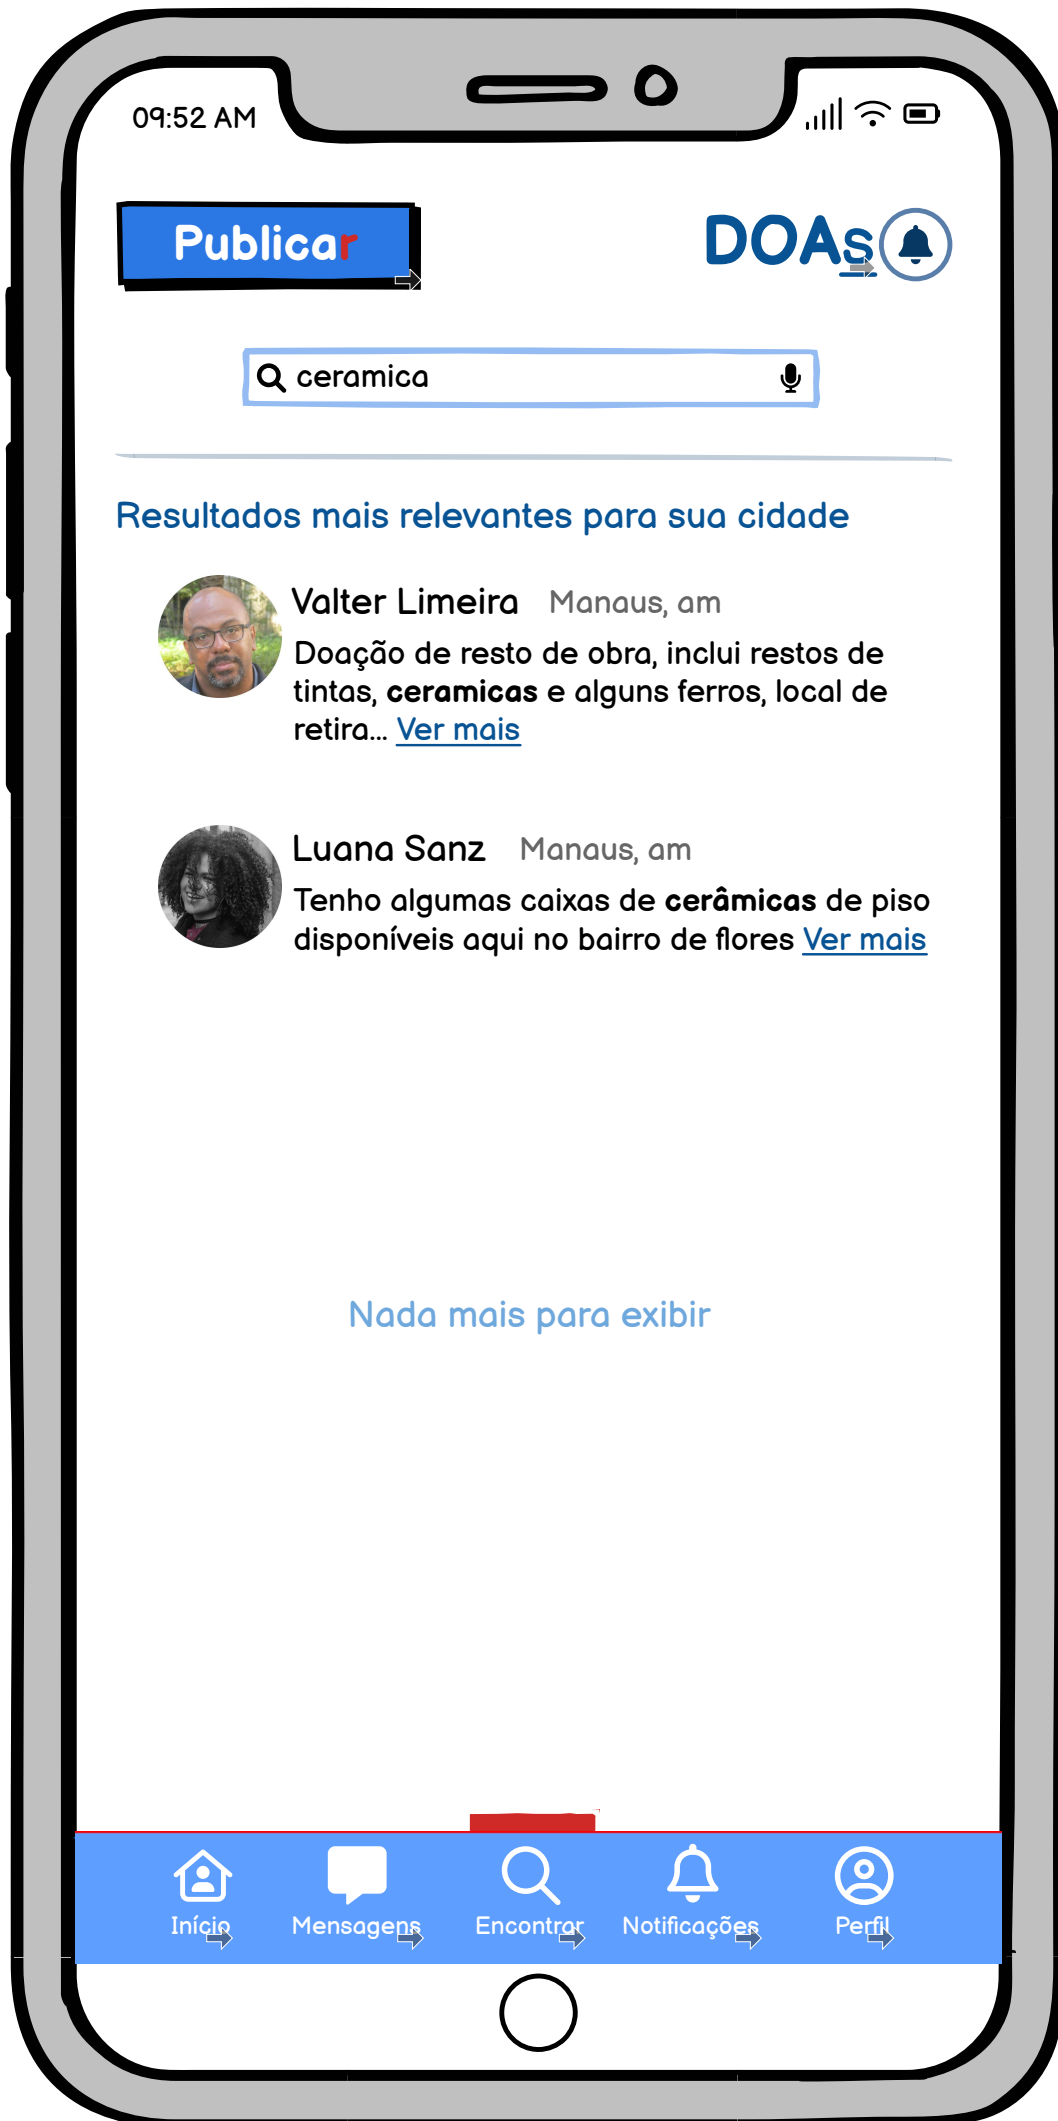 09:52 AM
Publicar
DOAs
ceramica
Resultados mais relevantes para sua cidade
Valter Limeira Manaus, am
Doação de resto de obra, inclui restos de
tintas, ceramicas e alguns ferros, local de
retira... Ver mais
Luana Sanz Manaus, am
Tenho algumas caixas de cerâmicas de piso
disponíveis aqui no bairro de flores Ver mais
Nada mais para exibir
Início Mensagens Encontrar Notificações Perfil